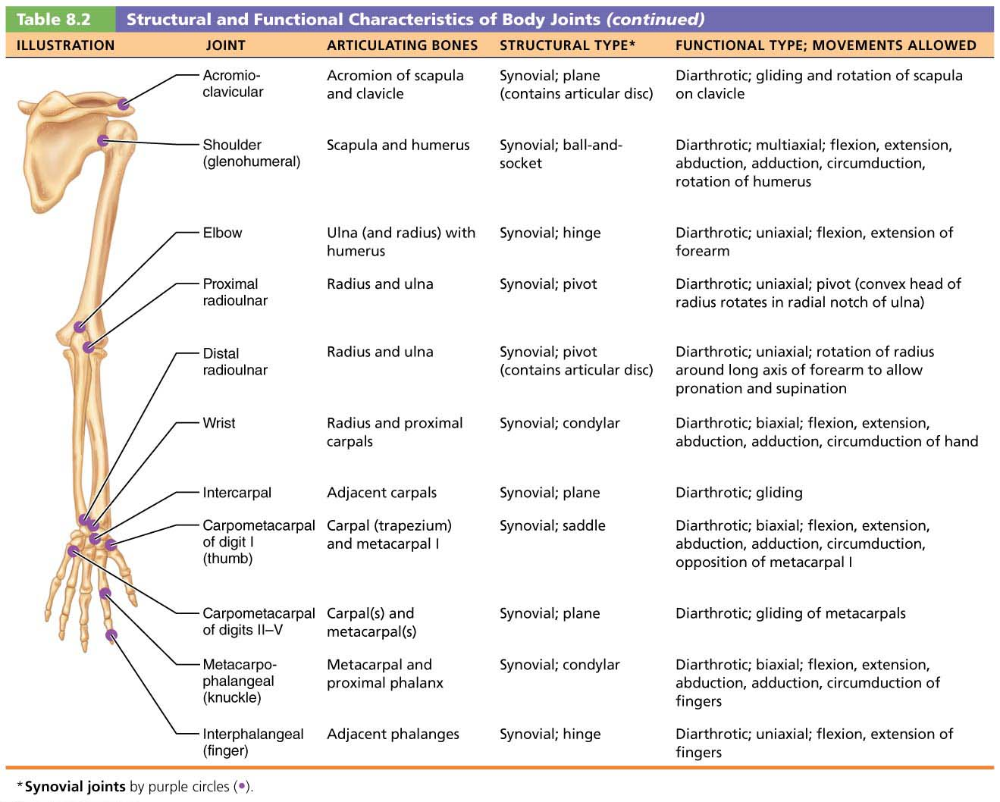 Table 8.2 Structural and Functional Characteristics of Body Joints (continued)
ILLUSTRATION JOINT ARTICULATING BONES STRUCTURAL TYPE* FUNCTIONAL TYPE; MOVEMENTS ALLOWED
Acromio- Acromion of scapula Synovial; plane Diarthrotic; gliding and rotation of scapula
clavicular and clavicle (contains articular disc) on clavicle
Shoulder Scapula and humerus Synovial; ball-and- Diarthrotic; multiaxial; flexion, extension,
(glenohumeral) socket abduction, adduction, circumduction,
rotation of humerus
Elbow Ulna (and radius) with Synovial; hinge Diarthrotic; uniaxial; flexion, extension of
humerus forearm
Proximal Radius and ulna Synovial; pivot Diarthrotic; uniaxial; pivot (convex head of
radioulnar radius rotates in radial notch of ulna)
Distal Radius and ulna Synovial; pivot Diarthrotic; uniaxial; rotation of radius
radioulnar (contains articular disc) around long axis of forearm to allow
pronation and supination
Wrist Radius and proximal Synovial; condylar Diarthrotic; biaxial; flexion, extension,
carpals abduction, adduction, circumduction of hand
Intercarpal Adjacent carpals Synovial; plane Diarthrotic; gliding
Carpometacarpal Carpal (trapezium) Synovial; saddle Diarthrotic; biaxial; flexion, extension,
of digit I and metacarpal I abduction, adduction, circumduction,
(thumb) opposition of metacarpal I
Carpometacarpal Carpal(s) and Synovial; plane Diarthrotic; gliding of metacarpals
of digits II–V metacarpal(s)
Metacarpo- Metacarpal and Synovial; condylar Diarthrotic; biaxial; flexion, extension,
phalangeal proximal phalanx abduction, adduction, circumduction of
(knuckle) fingers
Interphalangeal Adjacent phalanges Synovial; hinge Diarthrotic; uniaxial; flexion, extension of
(finger) fingers
*Synovial joints by purple circles (●).